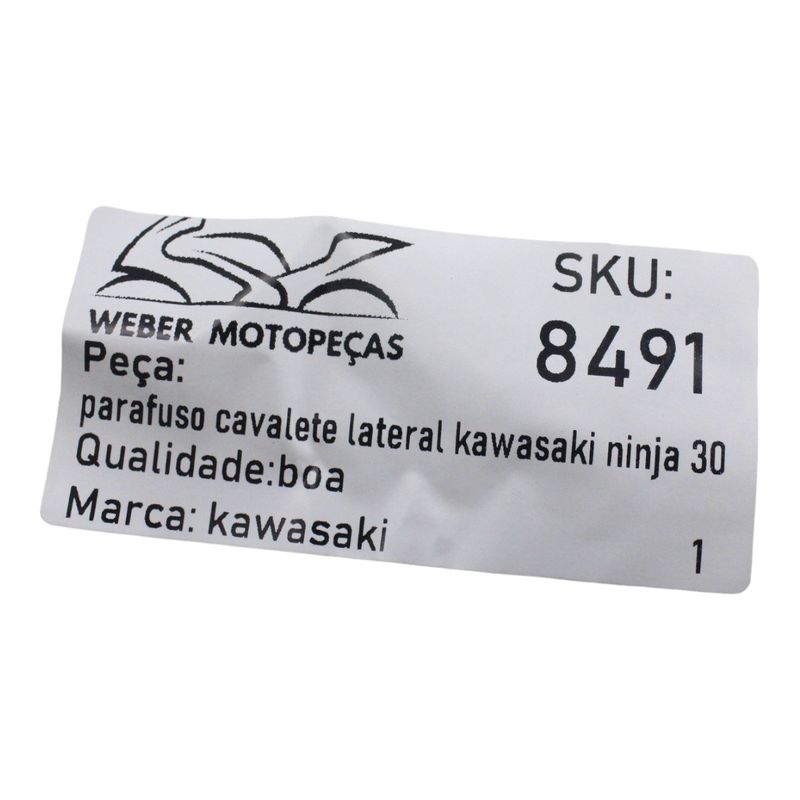 WEBER MOTOPEÇAS
SKU:
8491
Peça:
parafuso cavalete lateral kawasaki ninja 30
Qualidade:boa
Marca: kawasaki
1